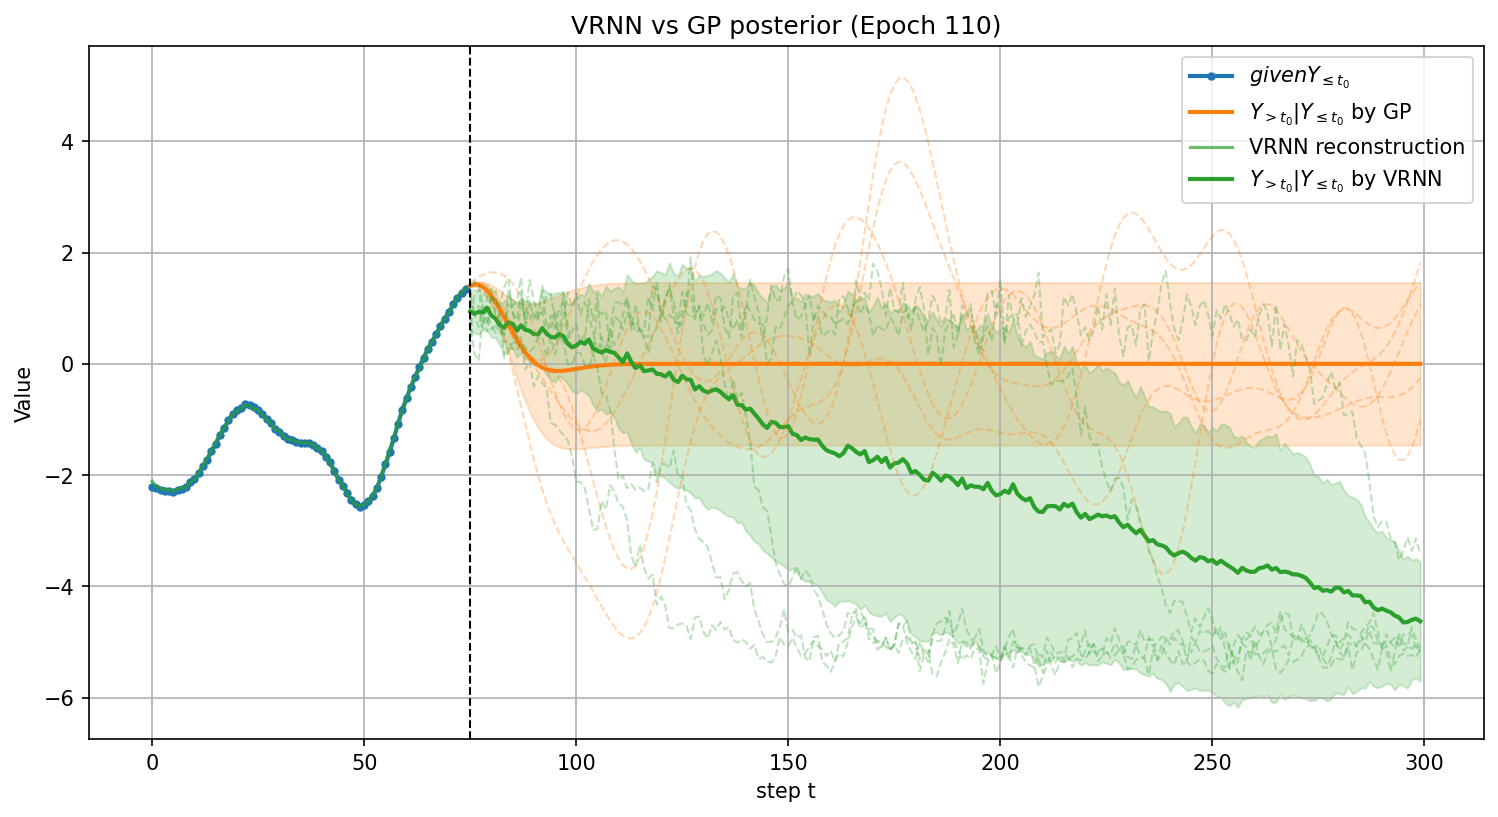 VRNN vs GP posterior (Epoch 110)
givenY≤t₀
Y>t₀|Y≤t₀ by GP
VRNN reconstruction
Y>t₀|Y≤t₀ by VRNN
Value
4
2
0
−2
−4
−6
0 50 100 150 200 250 300
step t